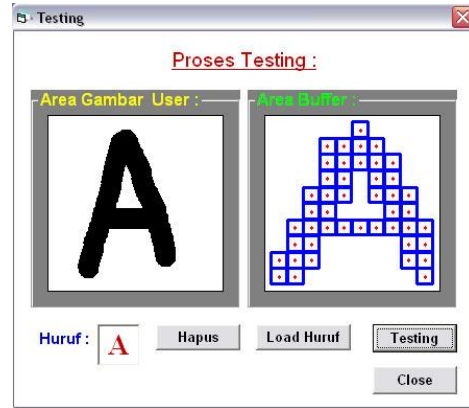 Testing
Proses Testing :
Area Gambar User :
Area Buffer :
A
Huruf :
A
Hapus
Load Huruf
Testing
Close